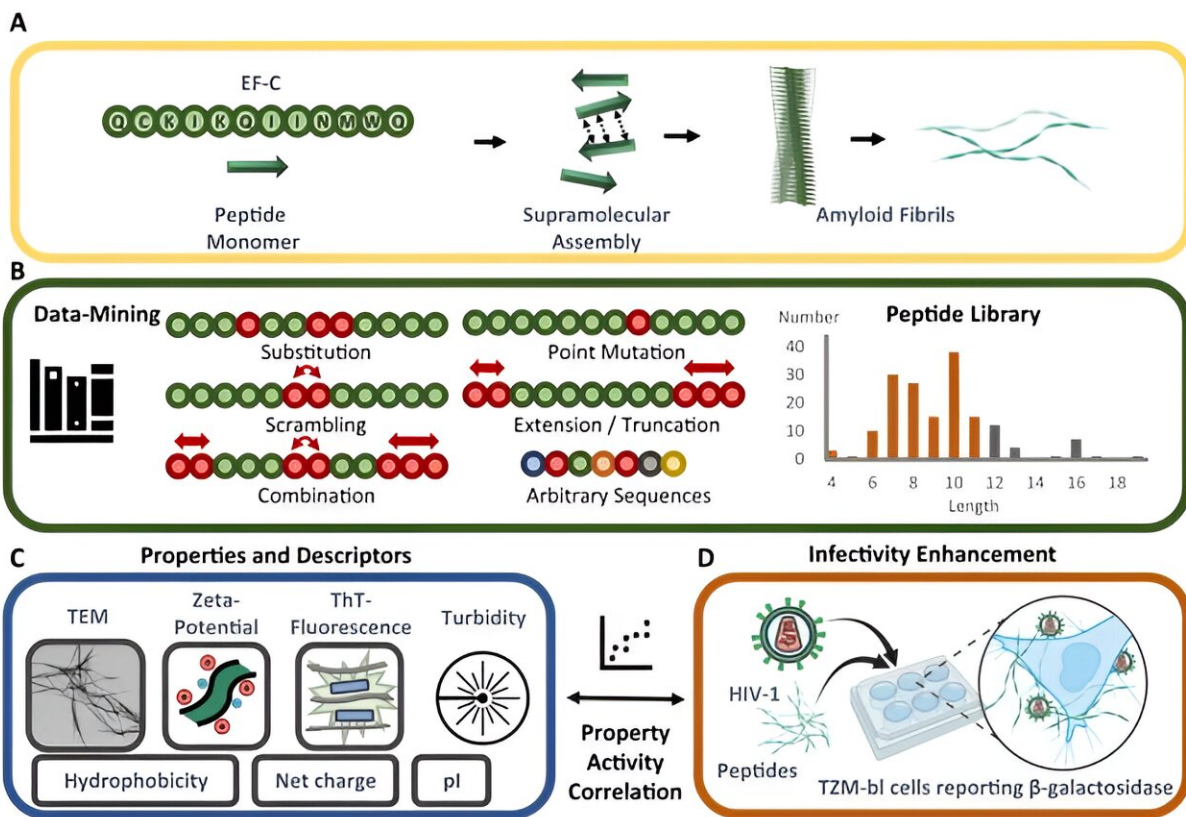 A
EF-C
QCKIKQIINMWQ
Peptide
Monomer
Supramolecular
Assembly
Amyloid Fibrils
B
Data-Mining
Substitution
Point Mutation
Scrambling
Extension / Truncation
Combination
Arbitrary Sequences
Peptide Library
Number
40
30
20
10
0
4 6 8 10 12 14 16 18
Length
C
Properties and Descriptors
TEM
Zeta-
Potential
ThT-
Fluorescence
Turbidity
Hydrophobicity
Net charge
pI
Property
Activity
Correlation
D
Infectivity Enhancement
HIV-1
Peptides
TZM-bl cells reporting β-galactosidase